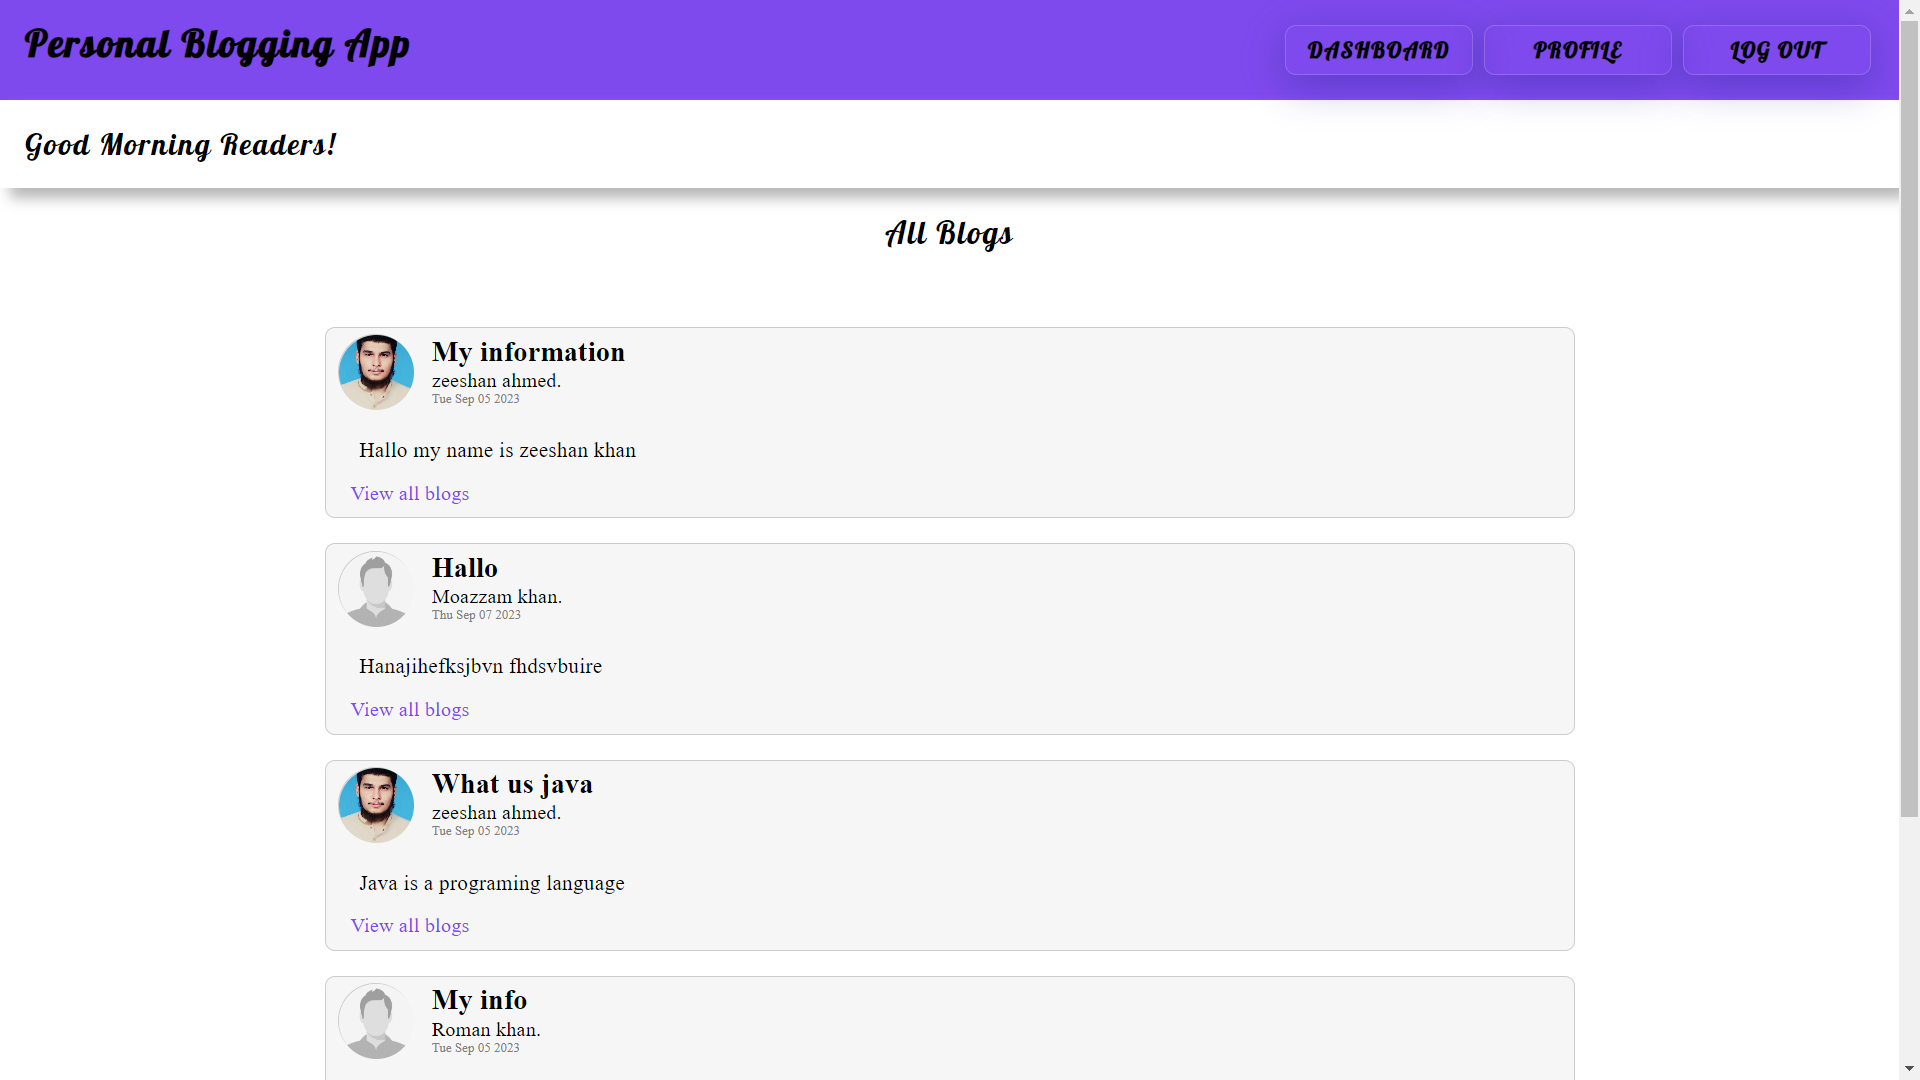 Personal Blogging App
DASHBOARD
PROFILE
LOG OUT
Good Morning Readers!
All Blogs
My information
zeeshan ahmed.
Tue Sep 05 2023
Hallo my name is zeeshan khan
View all blogs
Hallo
Moazzam khan.
Thu Sep 07 2023
Hanajihefksjbvn fhdsvbuire
View all blogs
What us java
zeeshan ahmed.
Tue Sep 05 2023
Java is a programing language
View all blogs
My info
Roman khan.
Tue Sep 05 2023